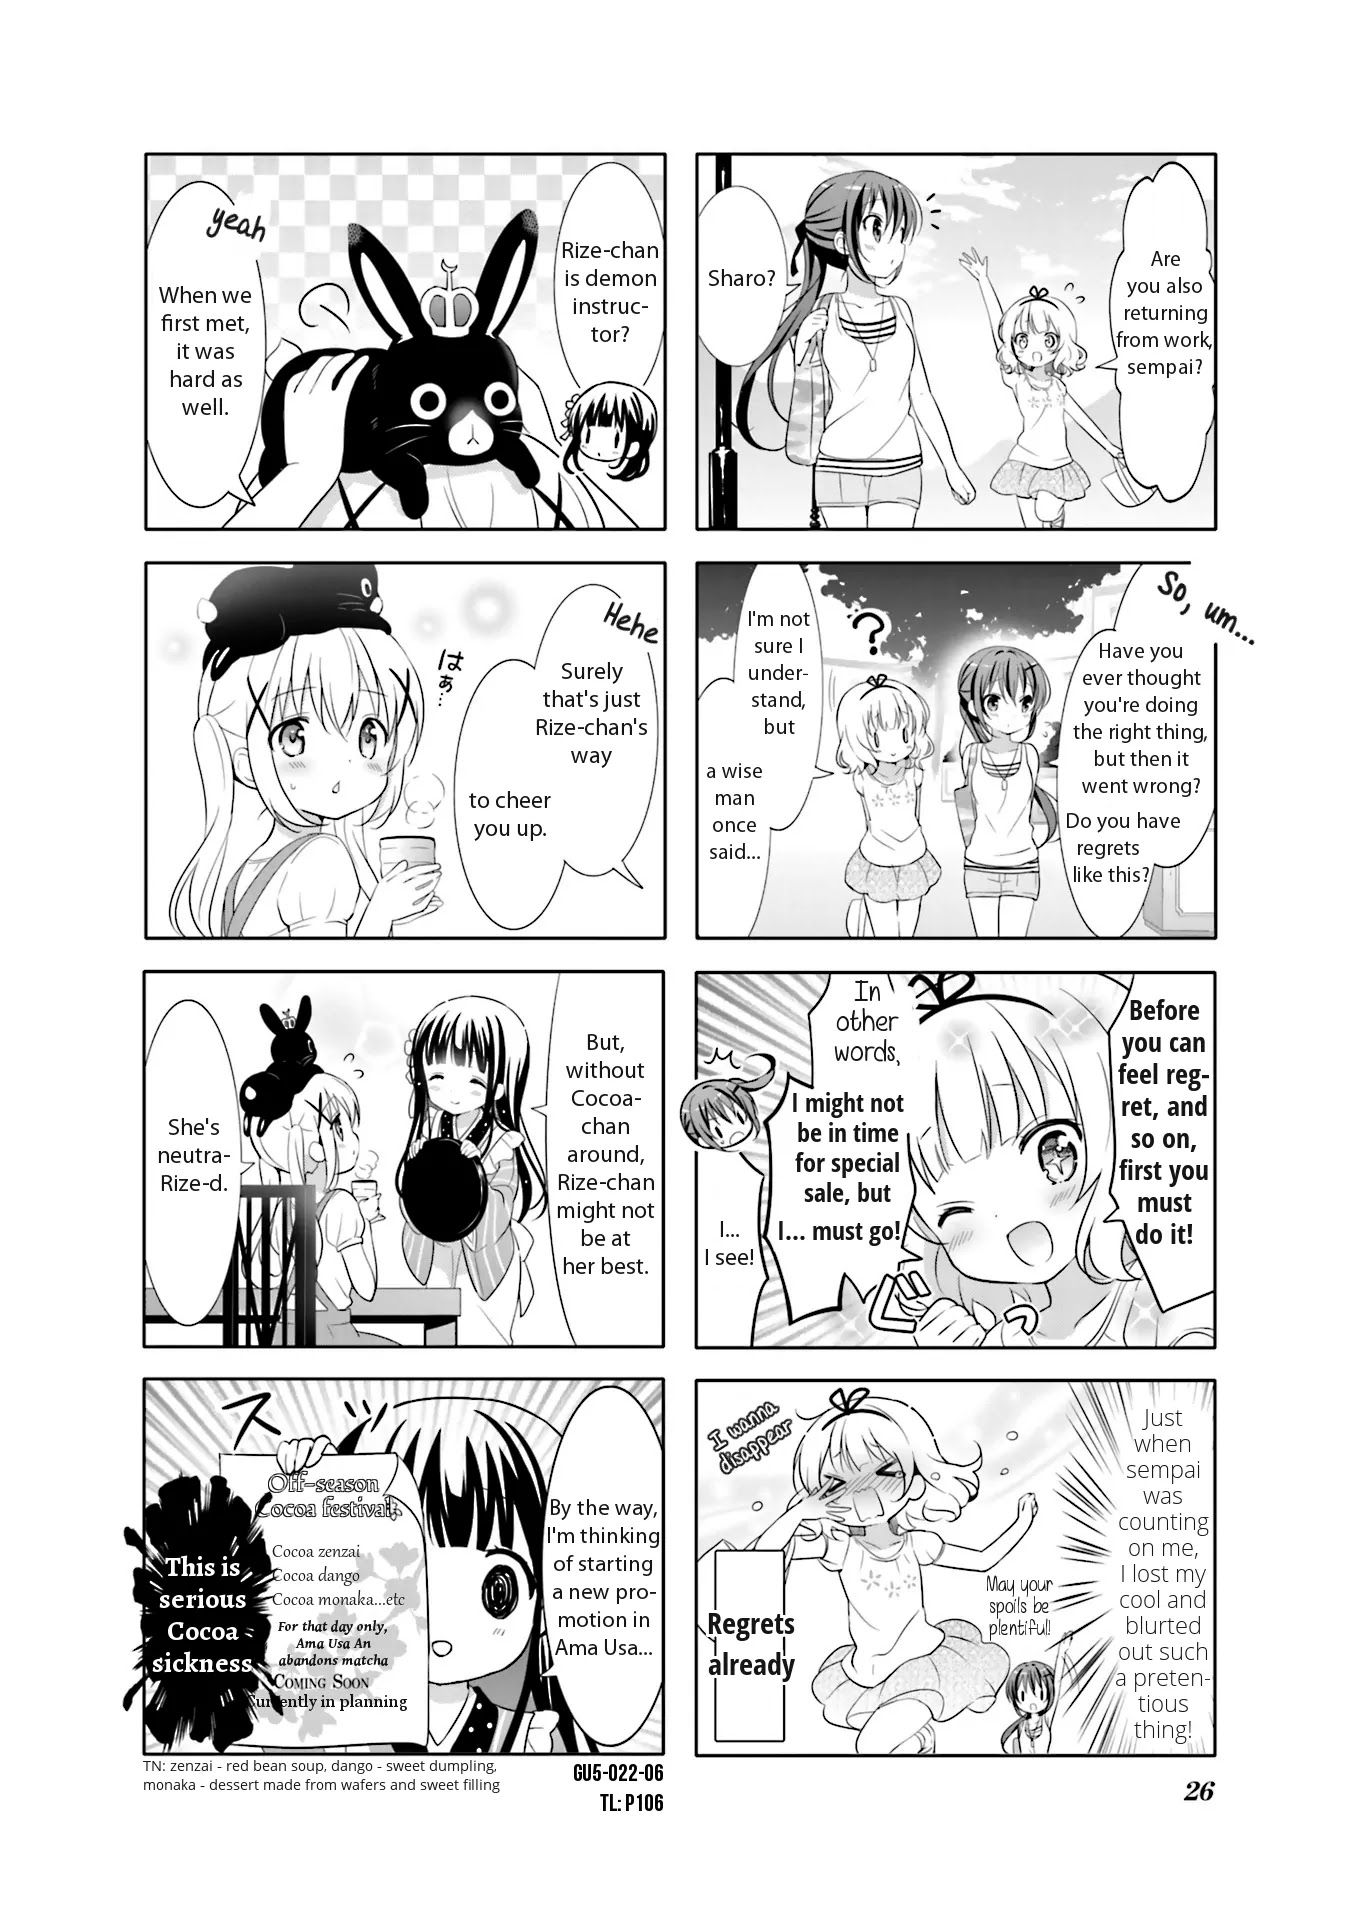 Are
you also
returning
from work,
sempai?
Sharo?
So, um...
Have you
ever thought
you're doing
the right thing,
but then it
went wrong?
Do you have
regrets
like this?
?
I'm not
sure I
under-
stand,
but
a wise
man
once
said...
Before
you can
feel reg-
ret, and
so on,
first you
must
do it!
In
other
words,
I might not
be in time
for special
sale, but
I... must go!
ぐっ
I...
I see!
Just
when
sempai
was
counting
on me,
I lost my
cool and
blurted
out such
a preten-
tious
thing!
I wanna
disappear
May your
spoils be
plentiful!
Regrets
already
26
Rize-chan
is demon
instruc-
tor?
yeah
When we
first met,
it was
hard as
well.
Hehe
Surely
that's just
Rize-chan's
way
to cheer
you up.
はぁ…
But,
without
Cocoa-
chan
around,
Rize-chan
might not
be at
her best.
She's
neutra-
Rize-d.
By the way,
I'm thinking
of starting
a new pro-
motion in
Ama Usa...
スッ
Off-season
Cocoa festival
Cocoa zenzai
Cocoa dango
Cocoa monaka...etc
For that day only,
Ama Usa An
abandons matcha
Coming Soon
Currently in planning
This is
serious
Cocoa
sickness
TN: zenzai - red bean soup, dango - sweet dumpling,
monaka - dessert made from wafers and sweet filling
GU5-022-06
TL: P106